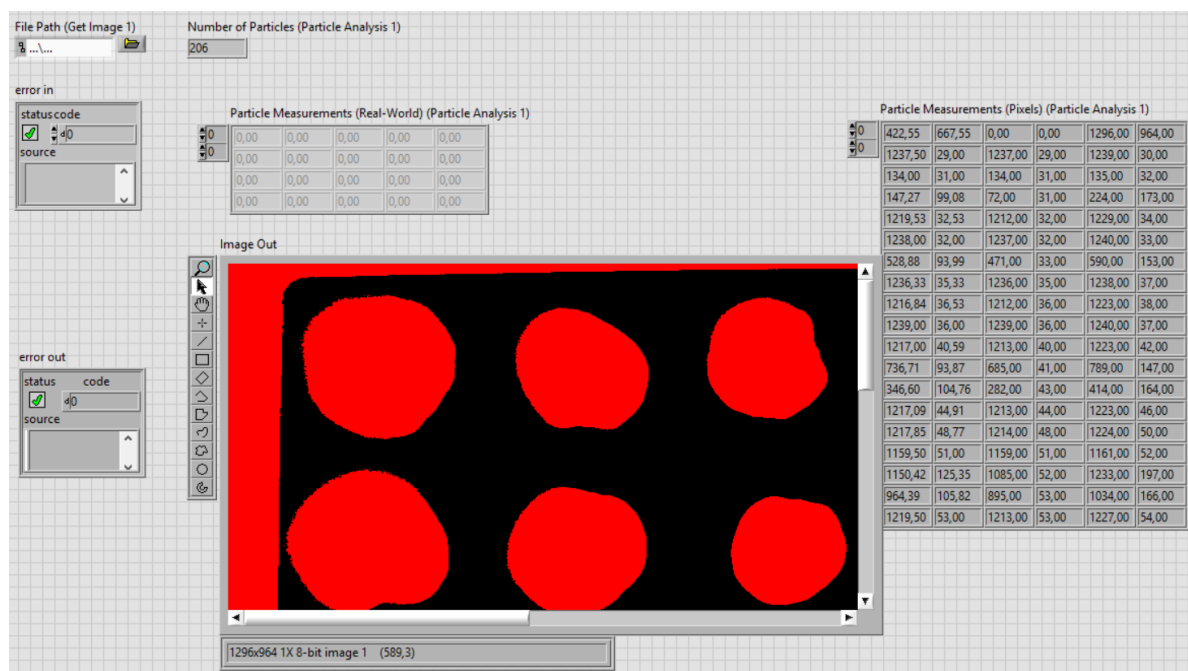 File Path (Get Image 1)
...\...
Number of Particles (Particle Analysis 1)
206
error in
status code
d 0
source
Particle Measurements (Real-World) (Particle Analysis 1)
0
0
0,00 0,00 0,00 0,00 0,00
0,00 0,00 0,00 0,00 0,00
0,00 0,00 0,00 0,00 0,00
0,00 0,00 0,00 0,00 0,00
Particle Measurements (Pixels) (Particle Analysis 1)
0
0
422,55 667,55 0,00 0,00 1296,00 964,00
1237,50 29,00 1237,00 29,00 1239,00 30,00
134,00 31,00 134,00 31,00 135,00 32,00
147,27 99,08 72,00 31,00 224,00 173,00
1219,53 32,53 1212,00 32,00 1229,00 34,00
1238,00 32,00 1237,00 32,00 1240,00 33,00
528,88 93,99 471,00 33,00 590,00 153,00
1236,33 35,33 1236,00 35,00 1238,00 37,00
1216,84 36,53 1212,00 36,00 1223,00 38,00
1239,00 36,00 1239,00 36,00 1240,00 37,00
1217,00 40,59 1213,00 40,00 1223,00 42,00
736,71 93,87 685,00 41,00 789,00 147,00
346,60 104,76 282,00 43,00 414,00 164,00
1217,09 44,91 1213,00 44,00 1223,00 46,00
1217,85 48,77 1214,00 48,00 1224,00 50,00
1159,50 51,00 1159,00 51,00 1161,00 52,00
1150,42 125,35 1085,00 52,00 1233,00 197,00
964,39 105,82 895,00 53,00 1034,00 166,00
1219,50 53,00 1213,00 53,00 1227,00 54,00
Image Out
error out
status code
d 0
source
1296x964 1X 8-bit image 1 (589,3)